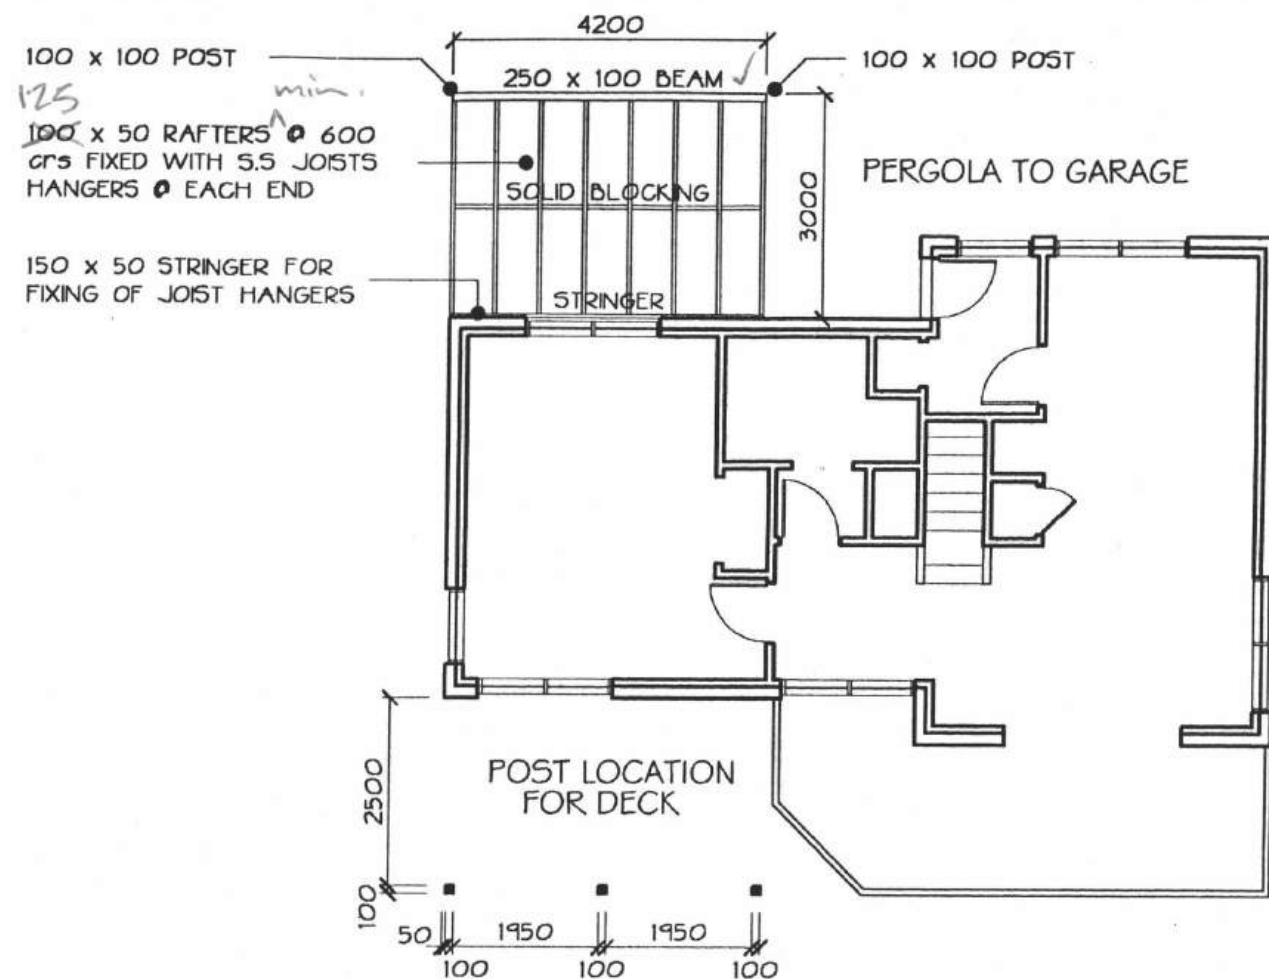 4200
100 x 100 POST
250 x 100 BEAM ✓
100 x 100 POST
125 min.
100 x 50 RAFTERS @ 600
crs FIXED WITH S.S JOISTS
HANGERS @ EACH END
SOLID BLOCKING
3000
PERGOLA TO GARAGE
150 x 50 STRINGER FOR
FIXING OF JOIST HANGERS
STRINGER
2500
POST LOCATION
FOR DECK
100
50
1950
1950
100
100
100